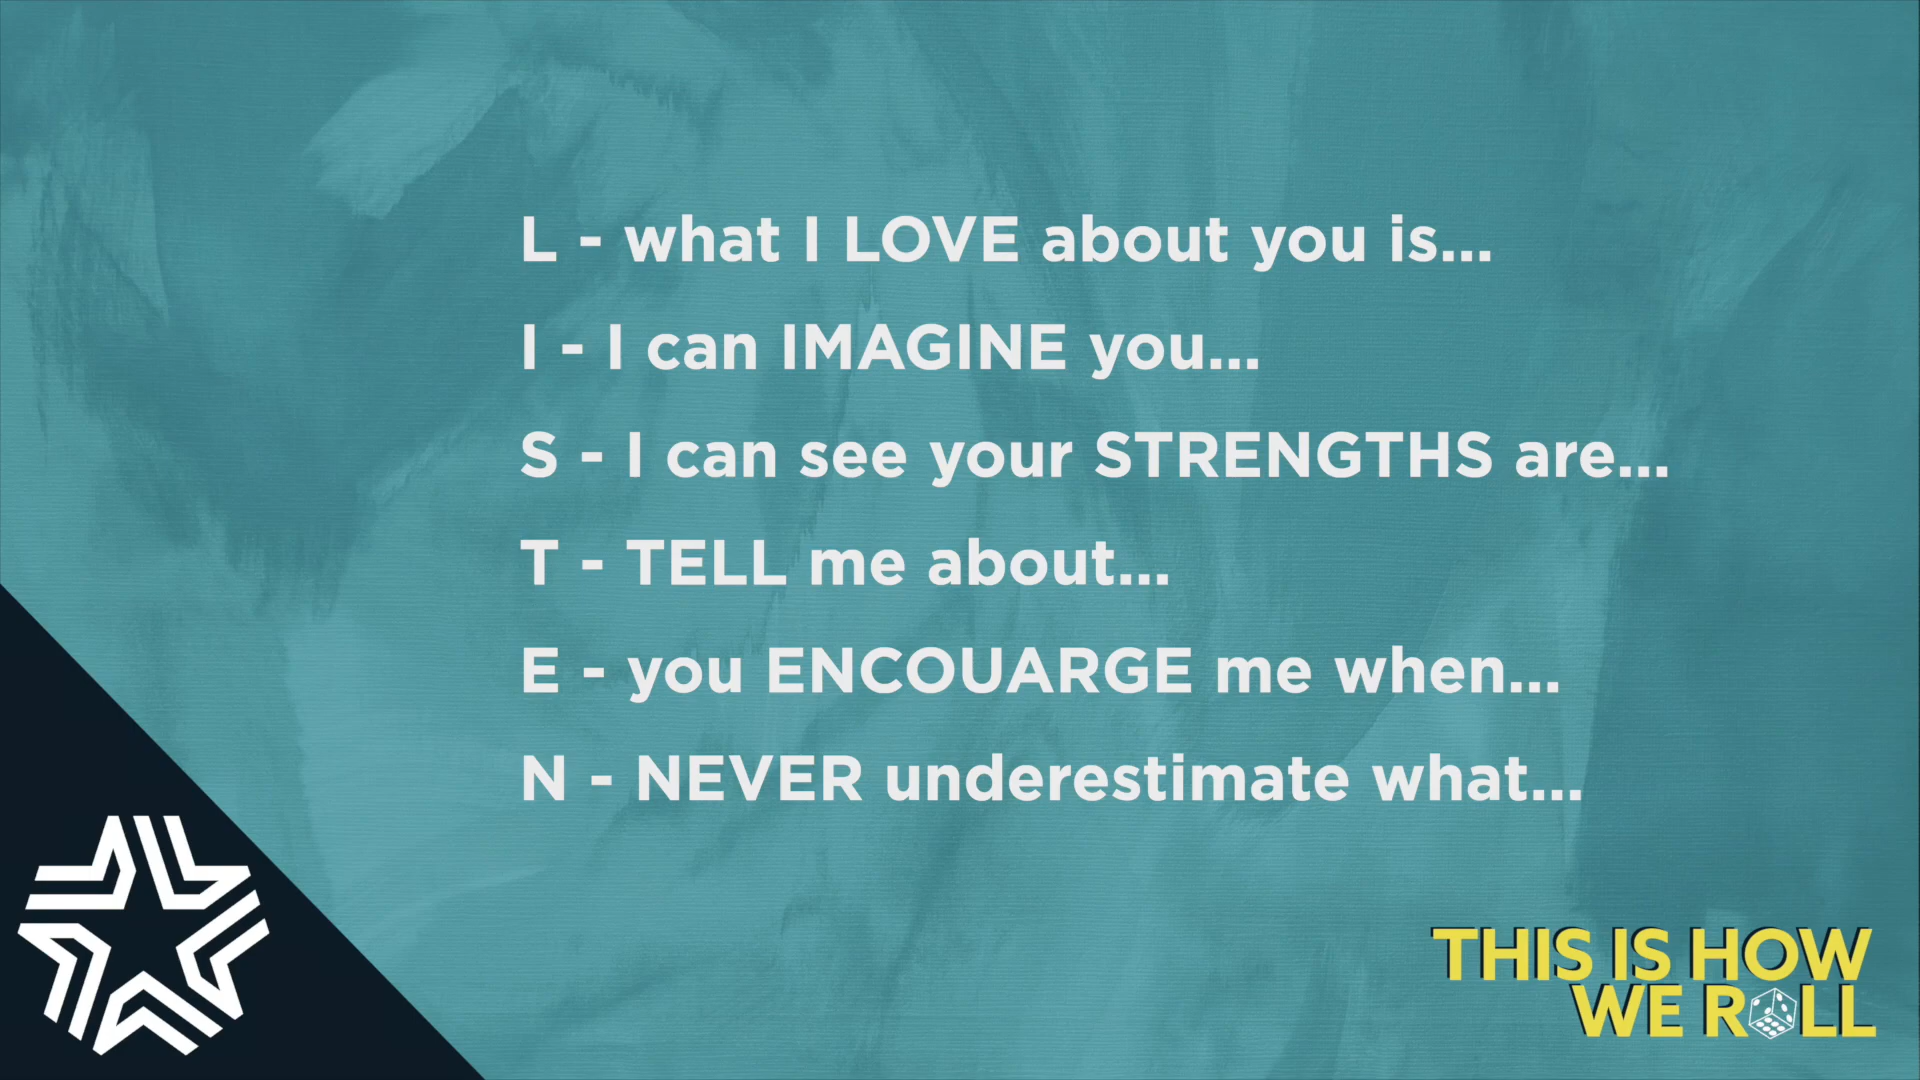 L - what I LOVE about you is...
I - I can IMAGINE you...
S - I can see your STRENGTHS are...
T - TELL me about...
E - you ENCOUARGE me when...
N - NEVER underestimate what...
THIS IS HOW
WE ROLL